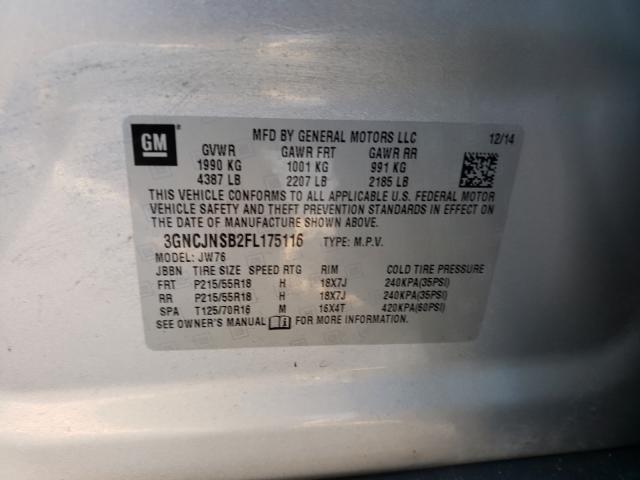 GM
MFD BY GENERAL MOTORS LLC 12/14
GVWR GAWR FRT GAWR RR
1990 KG 1001 KG 991 KG
4387 LB 2207 LB 2185 LB
THIS VEHICLE CONFORMS TO ALL APPLICABLE U.S. FEDERAL MOTOR
VEHICLE SAFETY AND THEFT PREVENTION STANDARDS IN EFFECT ON
THE DATE OF MANUFACTURE SHOWN ABOVE.
3GNCJNSB2FL175116 TYPE: M.P.V.
MODEL: JW76
JBBN TIRE SIZE SPEED RTG RIM COLD TIRE PRESSURE
FRT P215/55R18 H 18X7J 240KPA(35PSI)
RR P215/55R18 H 18X7J 240KPA(35PSI)
SPA T125/70R16 M 16X4T 420KPA(60PSI)
SEE OWNER'S MANUAL FOR MORE INFORMATION.